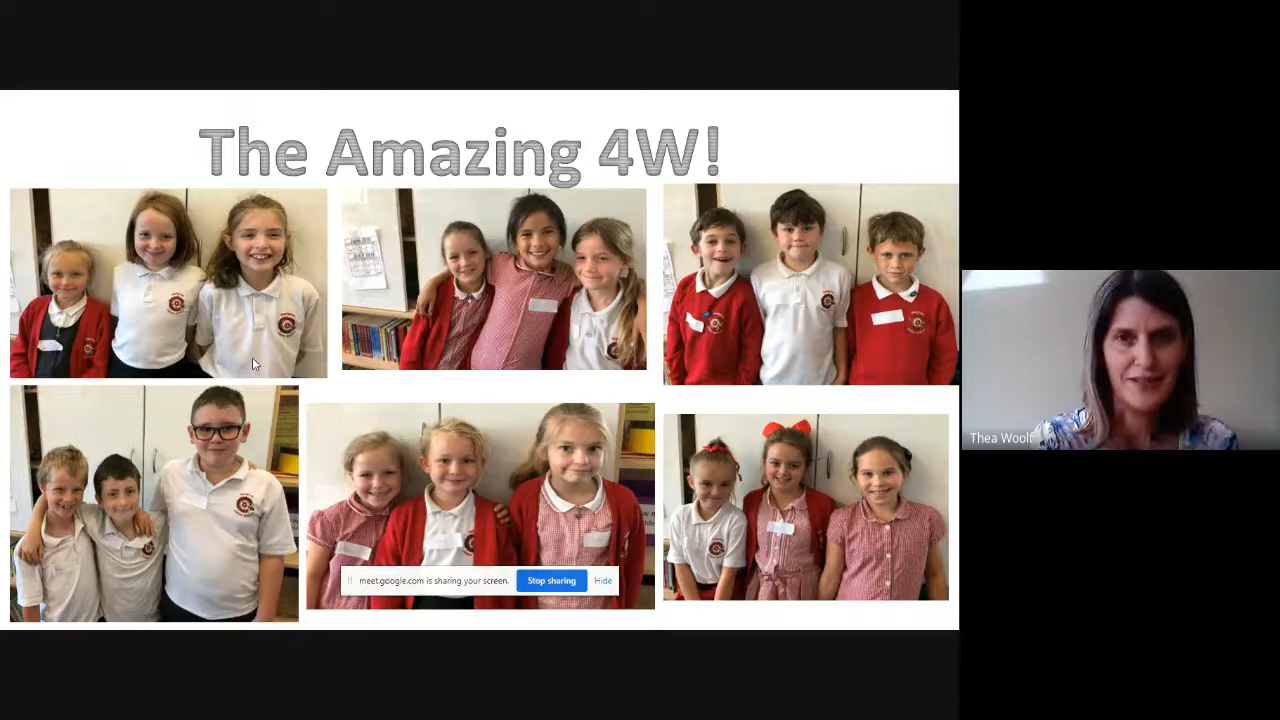 The Amazing 4W!
Thea Woolf
meet.google.com is sharing your screen.
Stop sharing
Hide